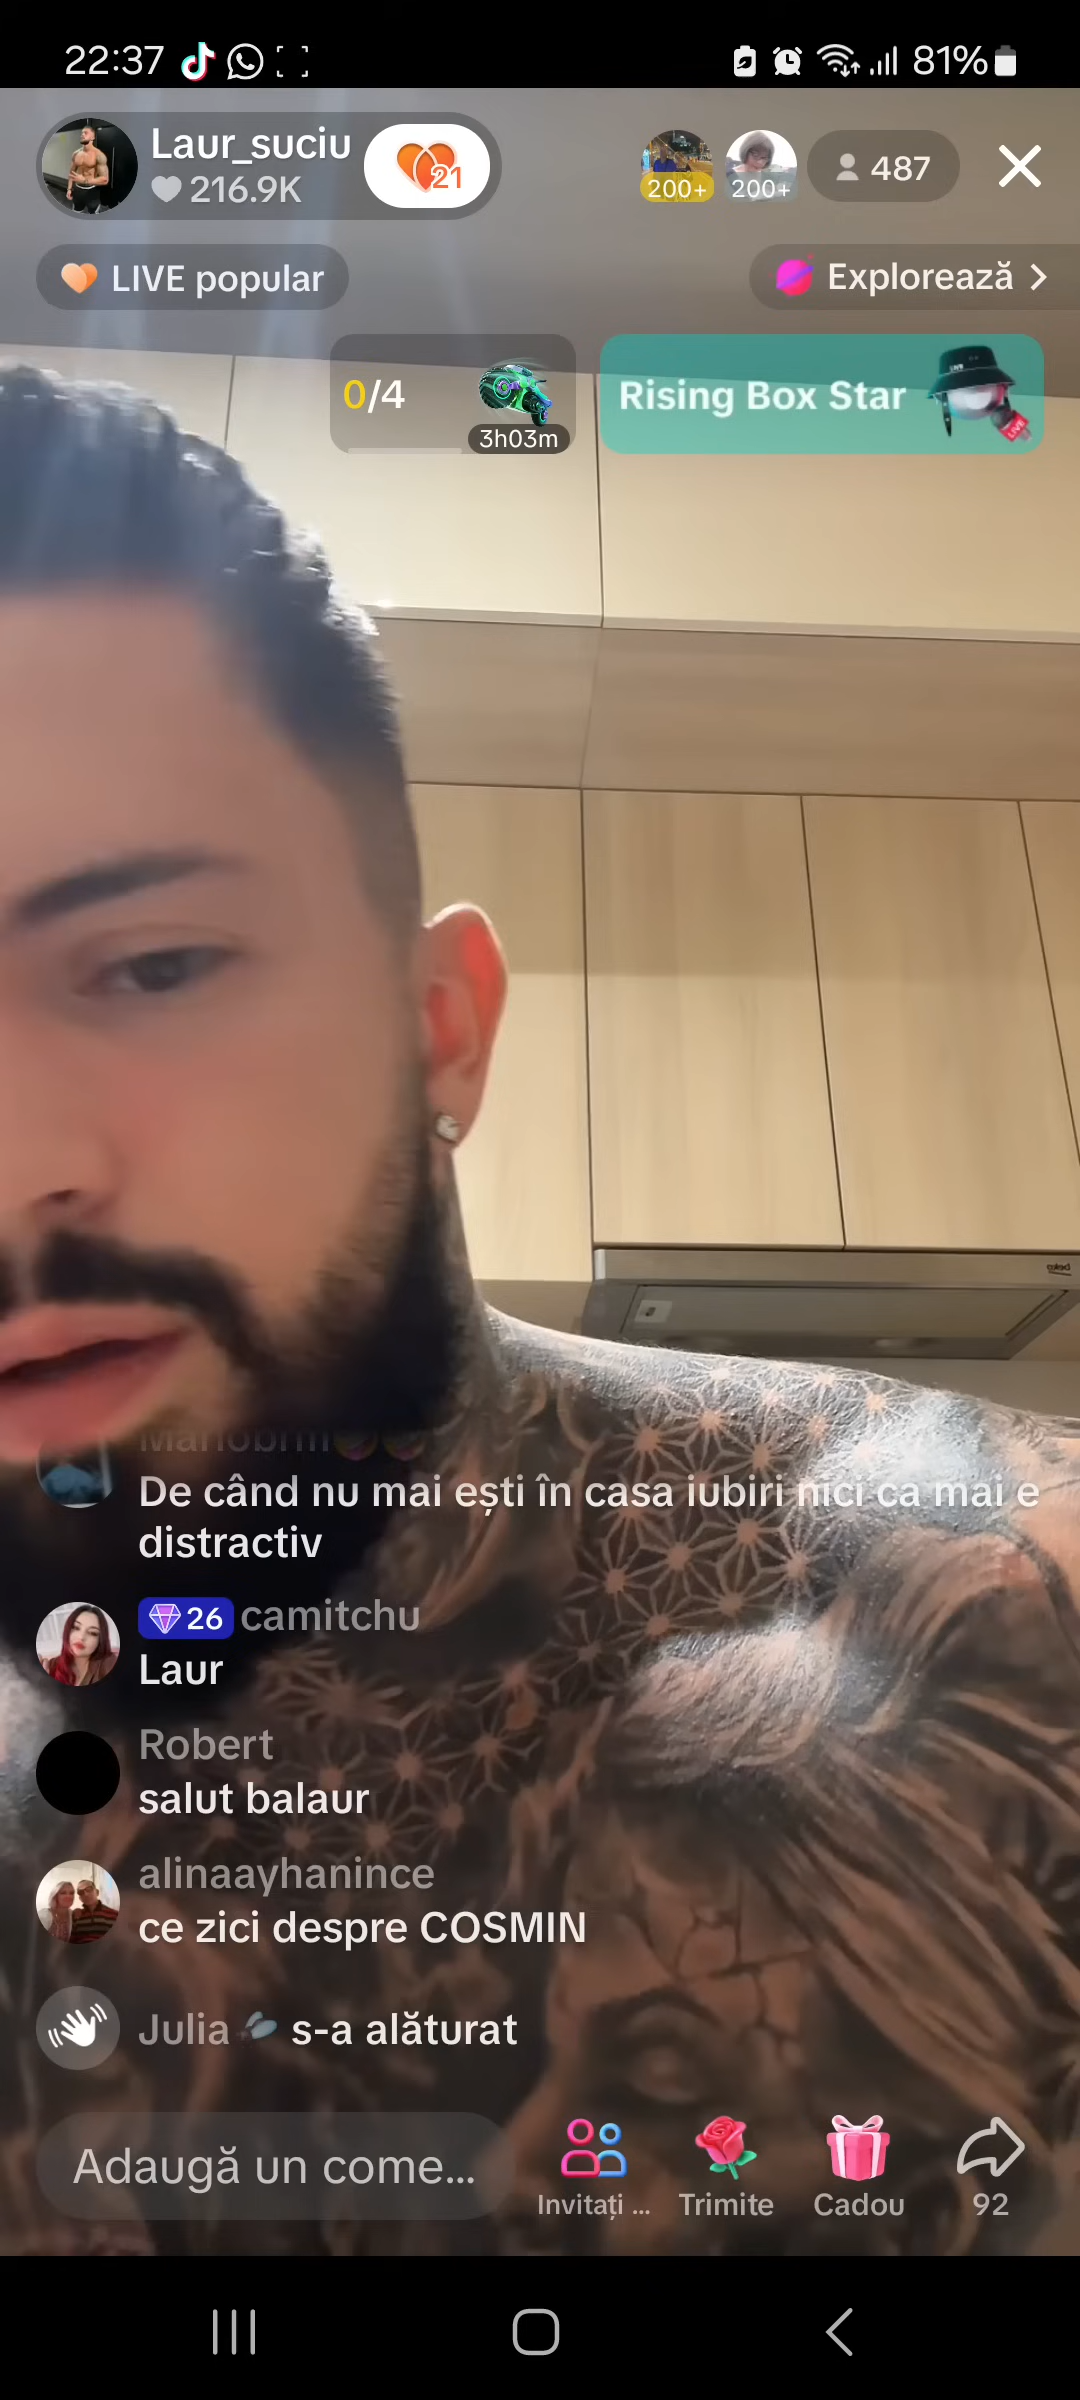 22:37 81%
Laur_suciu
216.9K
21
200+ 200+ 487
LIVE popular
Explorează
0/4
3h03m
Rising Box Star
LIVE
De când nu mai ești în casa iubiri nici ca mai e
distractiv
26 camitchu
Laur
Robert
salut balaur
alinaayhanince
ce zici despre COSMIN
Julia s-a alăturat
Adaugă un come...
Invitați ... Trimite Cadou 92